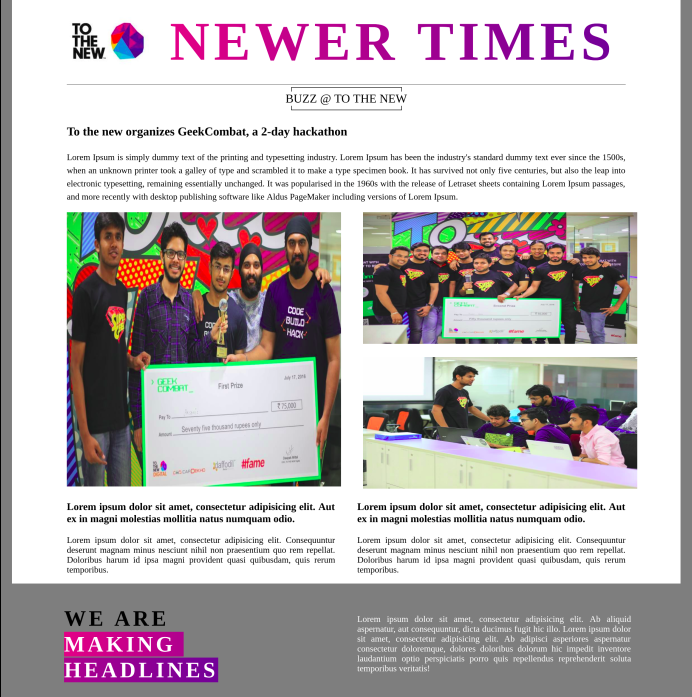 TO
THE
NEW
NEWER TIMES
BUZZ @ TO THE NEW
To the new organizes GeekCombat, a 2-day hackathon
Lorem Ipsum is simply dummy text of the printing and typesetting industry. Lorem Ipsum has been the industry's standard dummy text ever since the 1500s,
when an unknown printer took a galley of type and scrambled it to make a type specimen book. It has survived not only five centuries, but also the leap into
electronic typesetting, remaining essentially unchanged. It was popularised in the 1960s with the release of Letraset sheets containing Lorem Ipsum passages,
and more recently with desktop publishing software like Aldus PageMaker including versions of Lorem Ipsum.
CODE
BUILD
HACK
GEEK
COMBAT_
First Prize
July 17, 2016
Pay To
₹ 75,000
Amount
Seventy five thousand rupees only
#fame
TO
#fame
Lorem ipsum dolor sit amet, consectetur adipisicing elit. Aut
ex in magni molestias mollitia natus numquam odio.
Lorem ipsum dolor sit amet, consectetur adipisicing elit. Consequuntur
deserunt magnam minus nesciunt nihil non praesentium quo rem repellat.
Doloribus harum id ipsa magni provident quasi quibusdam, quis rerum
temporibus.
Lorem ipsum dolor sit amet, consectetur adipisicing elit. Aut
ex in magni molestias mollitia natus numquam odio.
Lorem ipsum dolor sit amet, consectetur adipisicing elit. Consequuntur
deserunt magnam minus nesciunt nihil non praesentium quo rem repellat.
Doloribus harum id ipsa magni provident quasi quibusdam, quis rerum
temporibus.
WE ARE
MAKING
HEADLINES
Lorem ipsum dolor sit amet, consectetur adipisicing elit. Ab aliquid
aspernatur, aut consequuntur, dicta ducimus fugit hic illo. Lorem ipsum dolor
sit amet, consectetur adipisicing elit. Ab adipisci asperiores aspernatur
consectetur doloremque, dolores doloribus dolorum hic impedit inventore
laudantium optio perspiciatis porro quis repellendus reprehenderit soluta
temporibus veritatis!